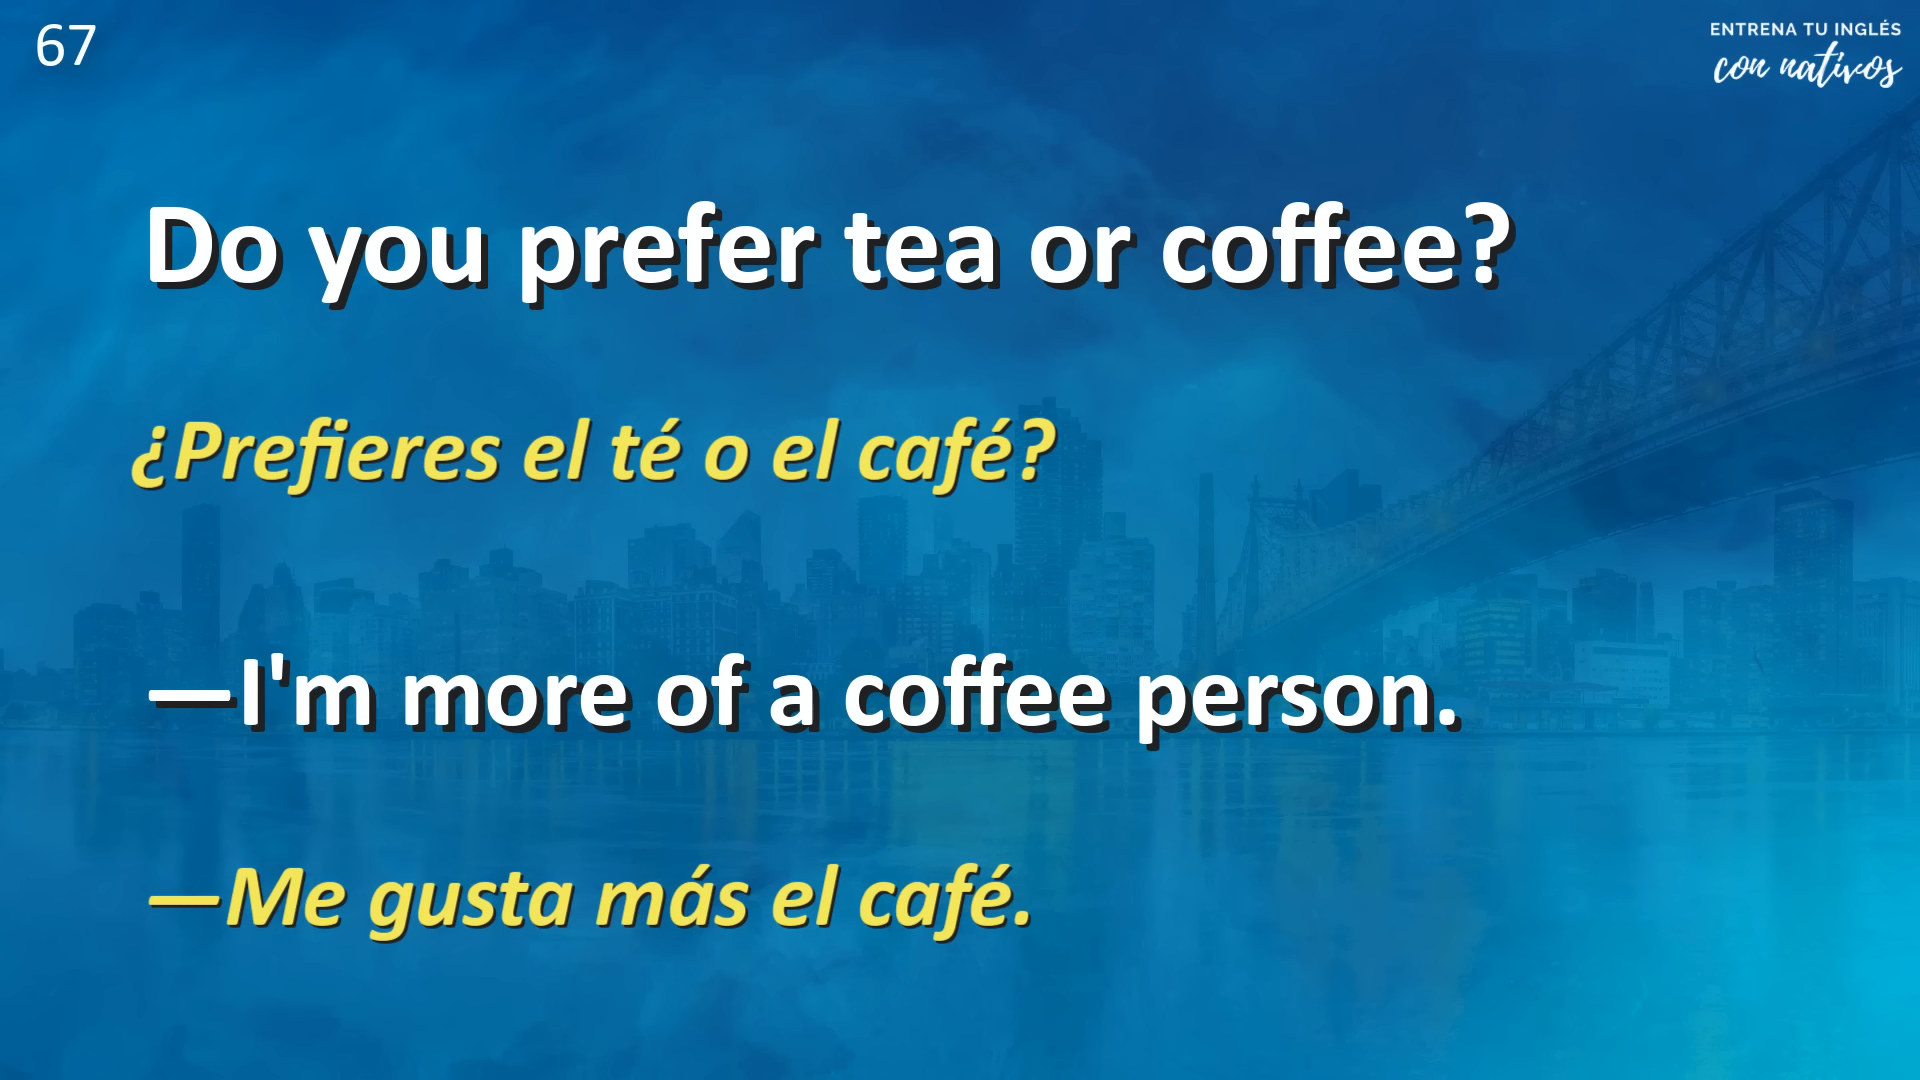 67
ENTRENA TU INGLÉS
con nativos
Do you prefer tea or coffee?
¿Prefieres el té o el café?
—I'm more of a coffee person.
—Me gusta más el café.